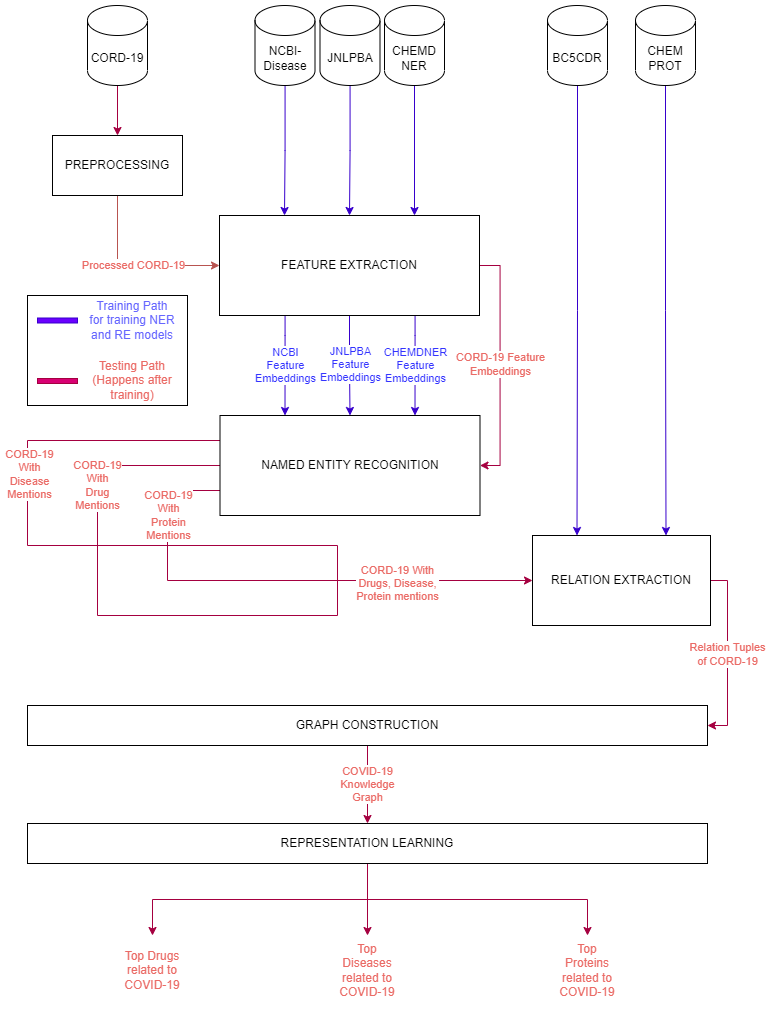 CORD-19
NCBI-
Disease
JNLPBA
CHEMD
NER
BC5CDR
CHEM
PROT
PREPROCESSING
Processed CORD-19
FEATURE EXTRACTION
Training Path
for training NER
and RE models
Testing Path
(Happens after
training)
NCBI
Feature
Embeddings
JNLPBA
Feature
Embeddings
CHEMDNER
Feature
Embeddings
CORD-19 Feature
Embeddings
NAMED ENTITY RECOGNITION
CORD-19
With
Disease
Mentions
CORD-19
With
Drug
Mentions
CORD-19
With
Protein
Mentions
CORD-19 With
Drugs, Disease,
Protein mentions
RELATION EXTRACTION
Relation Tuples
of CORD-19
GRAPH CONSTRUCTION
COVID-19
Knowledge
Graph
REPRESENTATION LEARNING
Top Drugs
related to
COVID-19
Top
Diseases
related to
COVID-19
Top
Proteins
related to
COVID-19